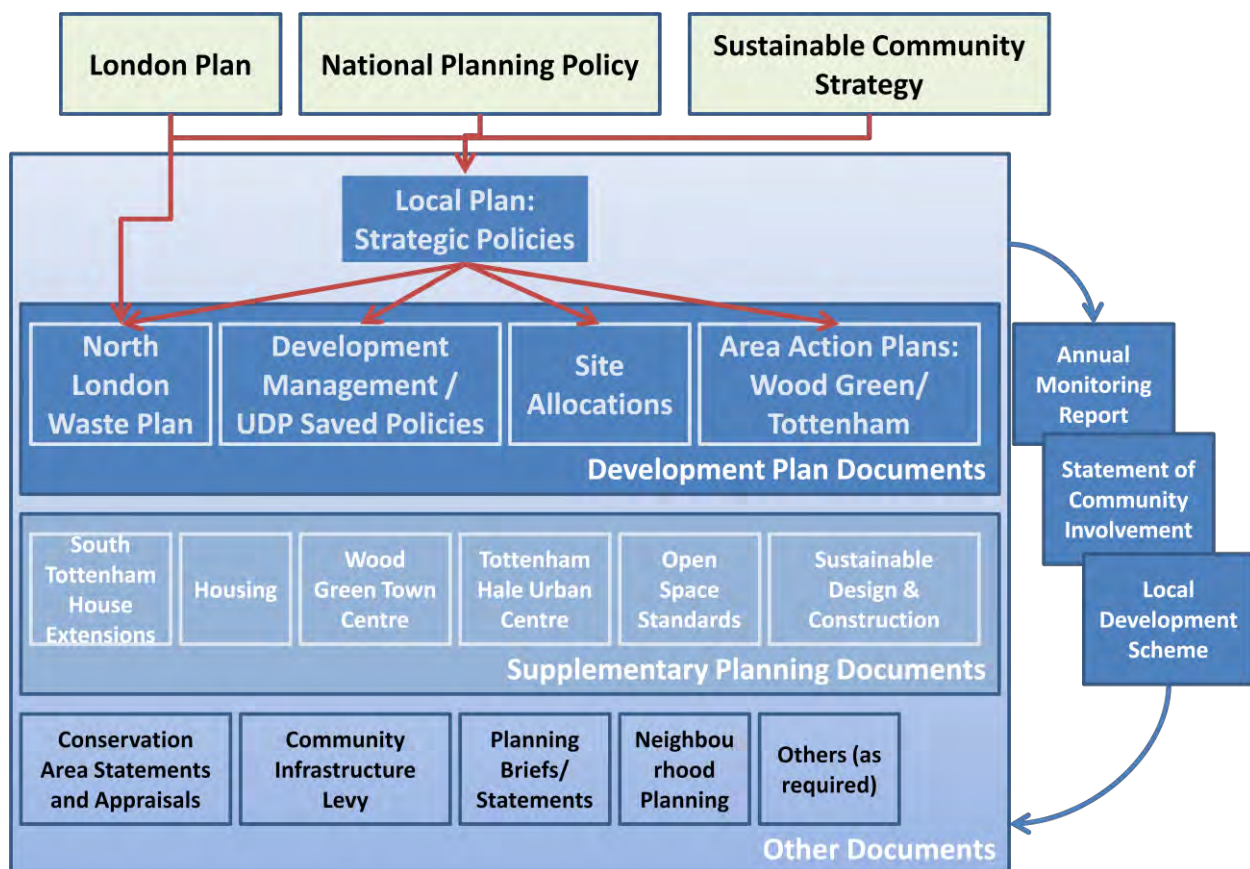 London Plan
National Planning Policy
Sustainable Community
Strategy
Local Plan:
Strategic Policies
North
London
Waste Plan
Development
Management /
UDP Saved Policies
Site
Allocations
Area Action Plans:
Wood Green/
Tottenham
Development Plan Documents
South
Tottenham
House
Extensions
Housing
Wood
Green Town
Centre
Tottenham
Hale Urban
Centre
Open
Space
Standards
Sustainable
Design &
Construction
Supplementary Planning Documents
Conservation
Area Statements
and Appraisals
Community
Infrastructure
Levy
Planning
Briefs/
Statements
Neighbou
rhood
Planning
Others (as
required)
Other Documents
Annual
Monitoring
Report
Statement of
Community
Involvement
Local
Development
Scheme